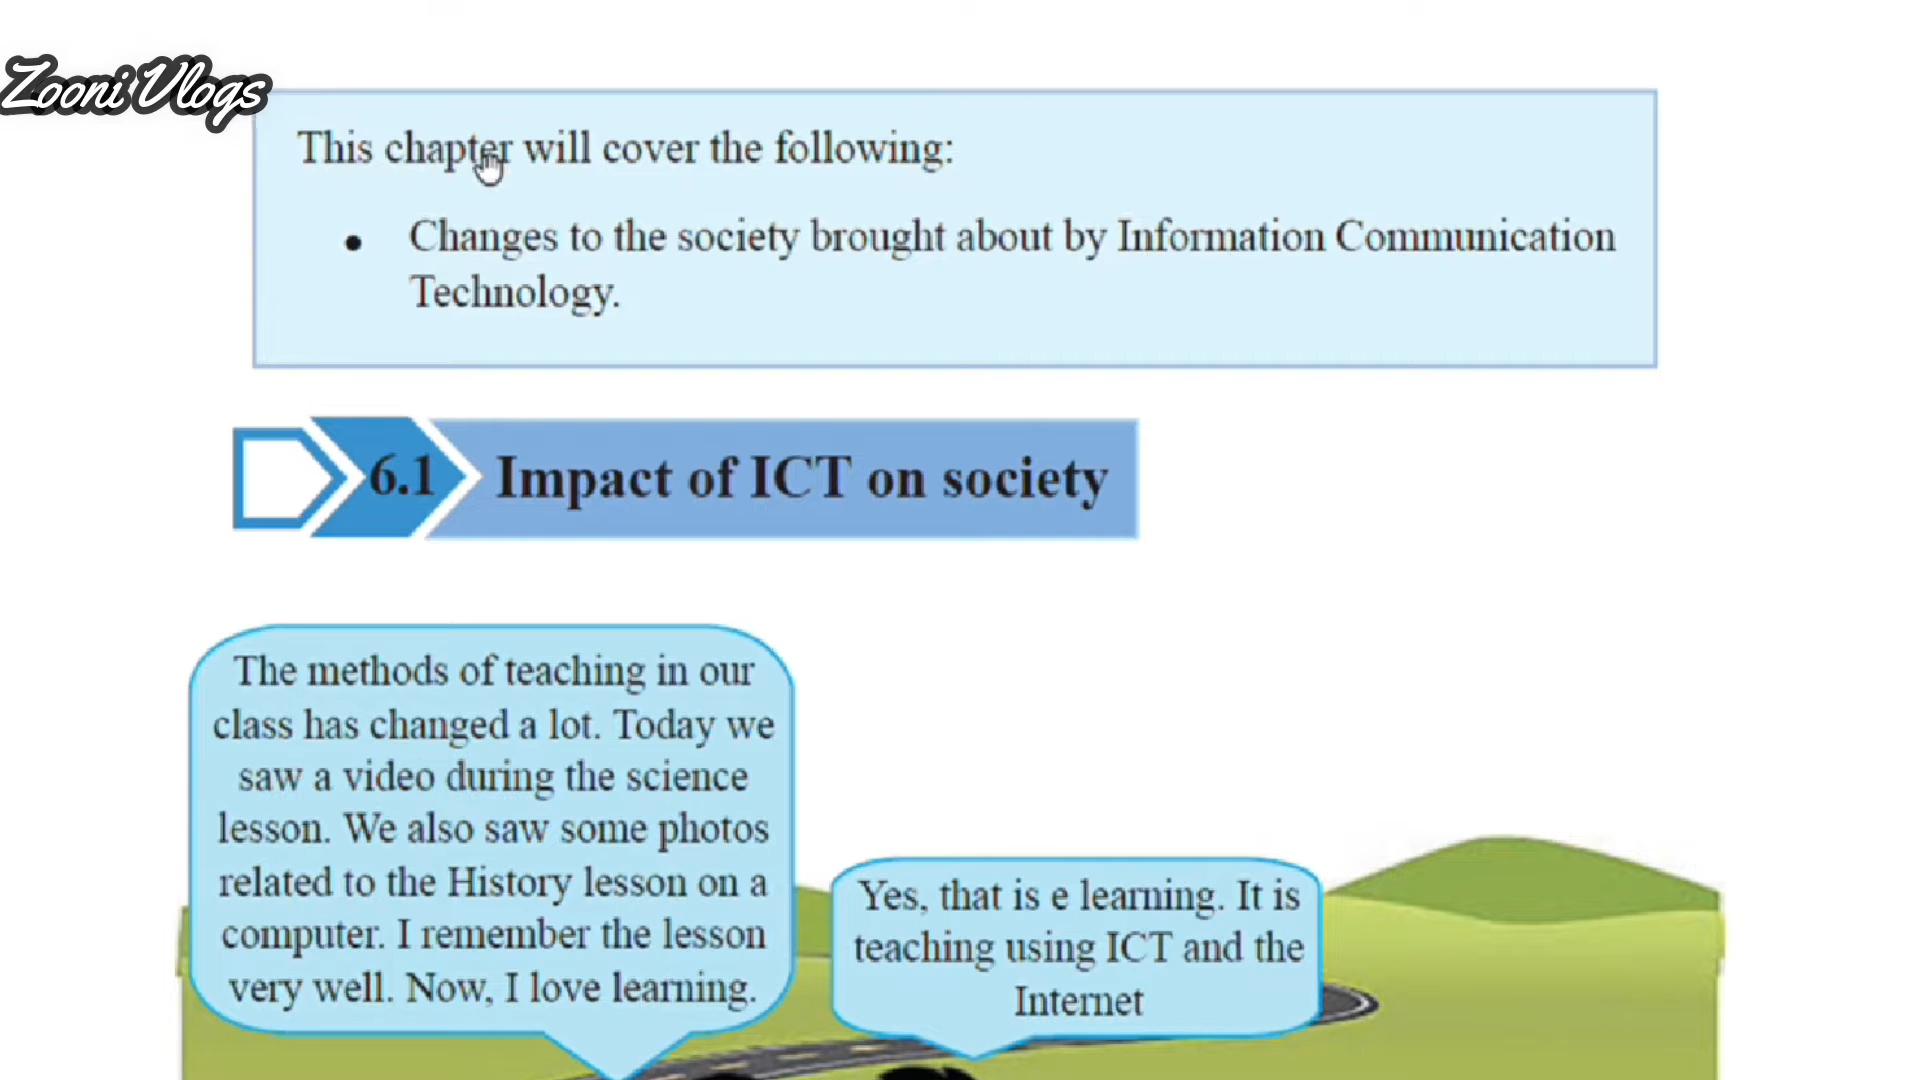 Zooni Vlogs
This chapter will cover the following:
• Changes to the society brought about by Information Communication
Technology.
6.1 Impact of ICT on society
The methods of teaching in our
class has changed a lot. Today we
saw a video during the science
lesson. We also saw some photos
related to the History lesson on a
computer. I remember the lesson
very well. Now, I love learning.
Yes, that is e learning. It is
teaching using ICT and the
Internet